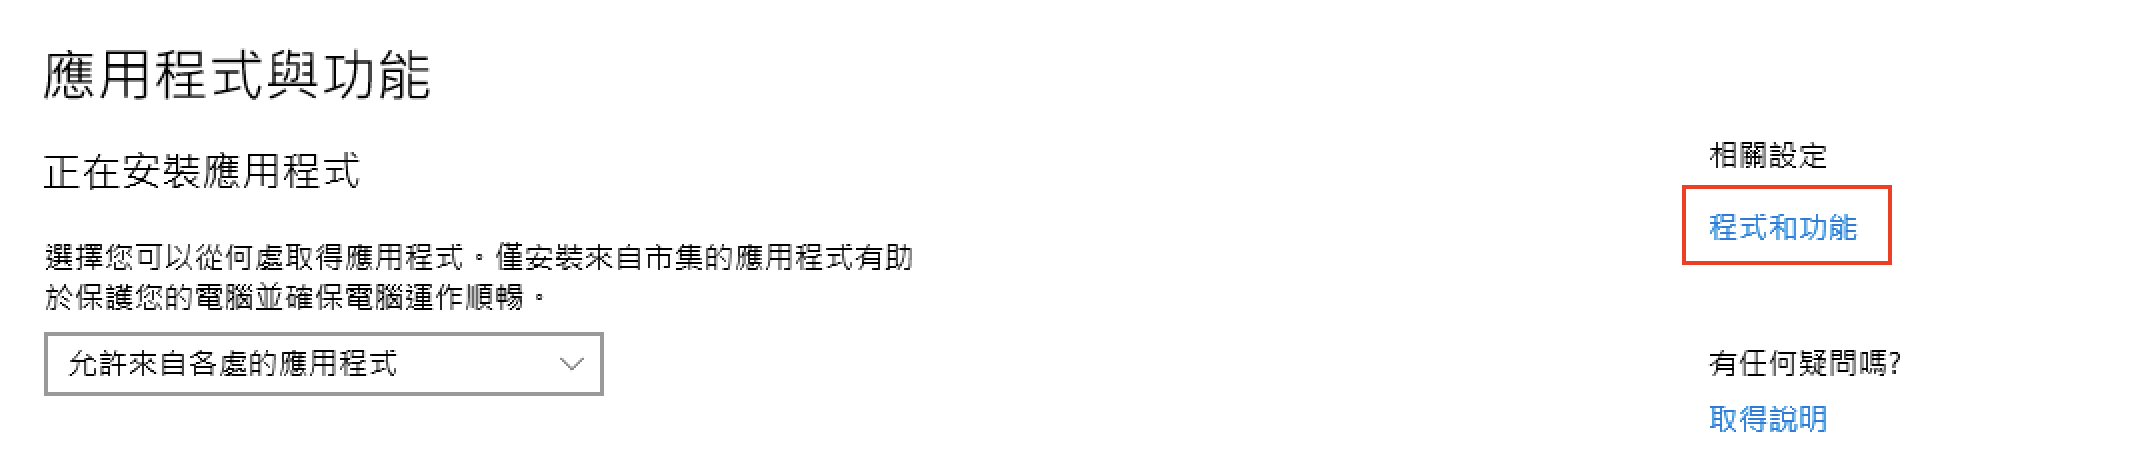 應用程式與功能
正在安裝應用程式
選擇您可以從何處取得應用程式。僅安裝來自市集的應用程式有助
於保護您的電腦並確保電腦運作順暢。
允許來自各處的應用程式
相關設定
程式和功能
有任何疑問嗎?
取得說明